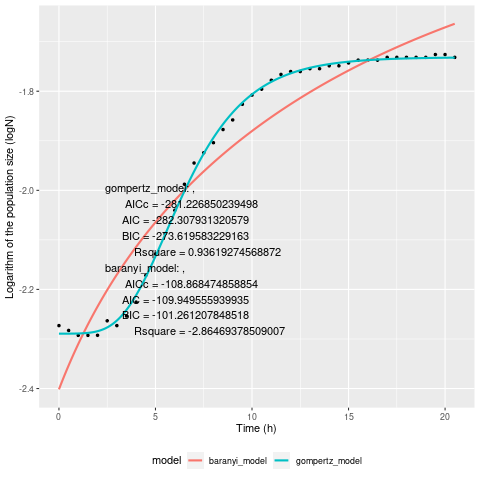 Logarithm of the population size (logN)
-1.8
-2.0
-2.2
-2.4
gompertz_model: ,
AICc = -281.226850239498
AIC = -282.307931320579
BIC = -273.619583229163
Rsquare = 0.93619274568872
baranyi_model: ,
AICc = -108.868474858854
AIC = -109.949555939935
BIC = -101.261207848518
Rsquare = -2.86469378509007
0 5 10 15 20
Time (h)
model baranyi_model gompertz_model